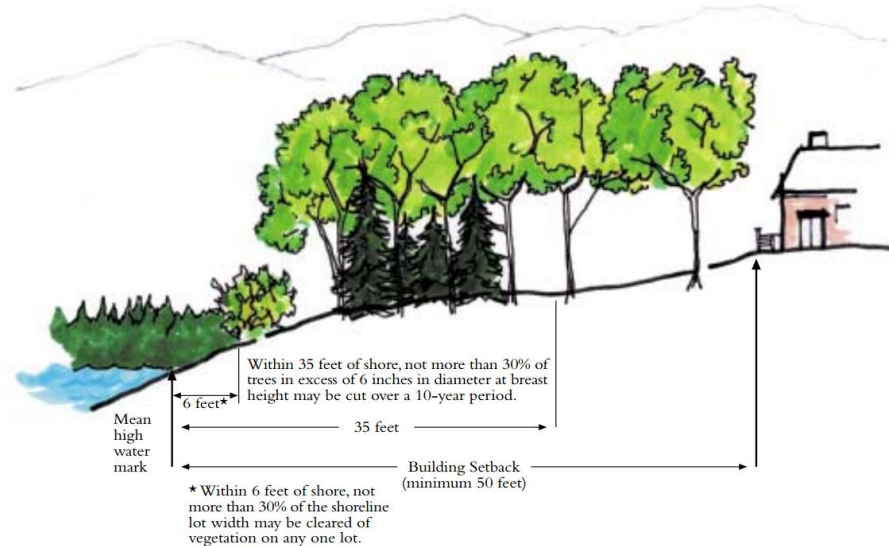 Within 35 feet of shore, not more than 30% of
trees in excess of 6 inches in diameter at breast
height may be cut over a 10-year period.
6 feet★
35 feet
Mean
high
water
mark
Building Setback
(minimum 50 feet)
★ Within 6 feet of shore, not
more than 30% of the shoreline
lot width may be cleared of
vegetation on any one lot.